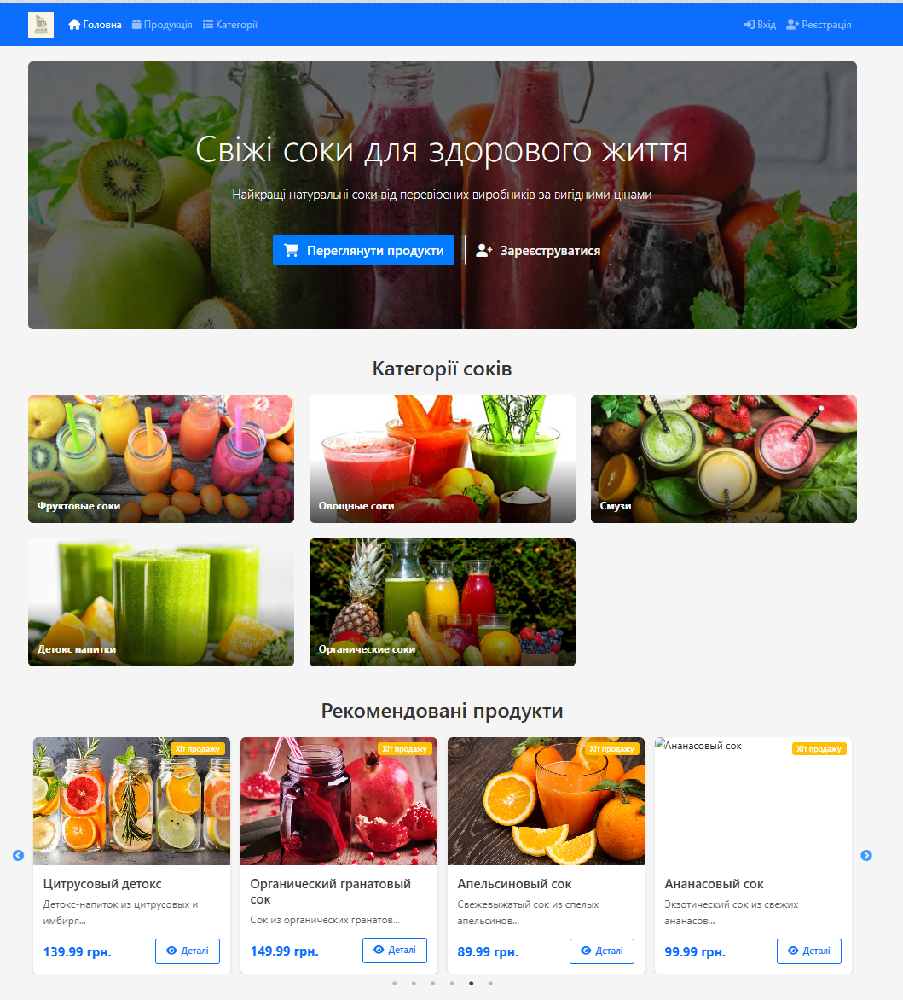 Головна Продукція Категорії Вхід Реєстрація
Свіжі соки для здорового життя
Найкращі натуральні соки від перевірених виробників за вигідними цінами
Переглянути продукти Зареєструватися
Категорії соків
Фруктовые соки Овощные соки Смузи
Детокс напитки Органические соки
Рекомендовані продукти
Хіт продажу Хіт продажу Хіт продажу Ананасовый сок Хіт продажу
Цитрусовый детокс
Детокс-напиток из цитрусовых и
имбиря...
139.99 грн. Деталі
Органический гранатовый
сок
Сок из органических гранатов...
149.99 грн. Деталі
Апельсиновый сок
Свежевыжатый сок из спелых
апельсинов...
89.99 грн. Деталі
Ананасовый сок
Экзотический сок из свежих
ананасов...
99.99 грн. Деталі